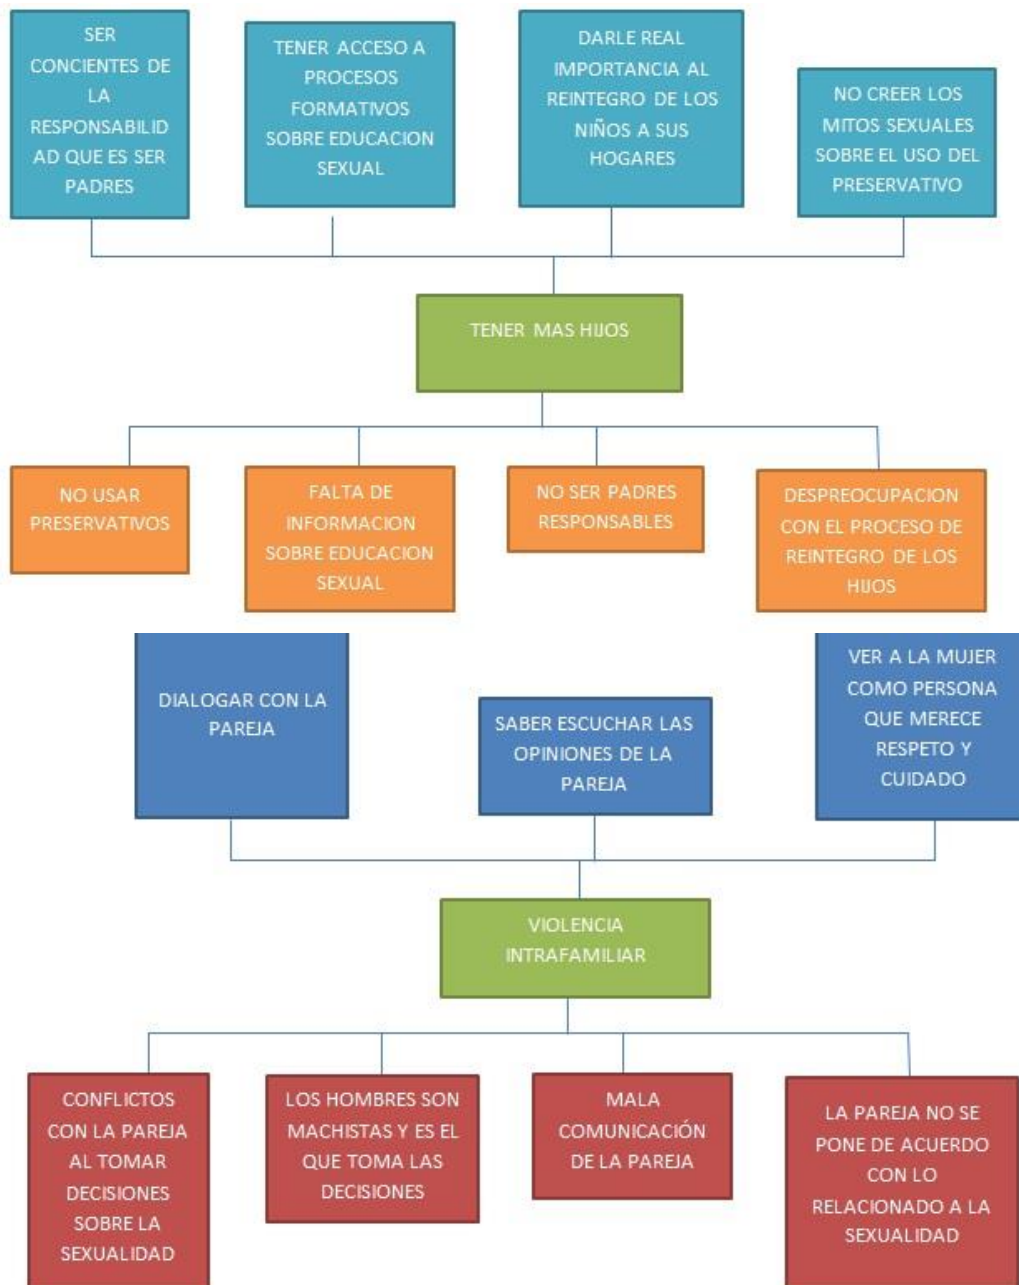 SER
CONCIENTES DE
LA
RESPONSABILID
AD QUE ES SER
PADRES
TENER ACCESO A
PROCESOS
FORMATIVOS
SOBRE EDUCACION
SEXUAL
DARLE REAL
IMPORTANCIA AL
REINTEGRO DE LOS
NIÑOS A SUS
HOGARES
NO CREER LOS
MITOS SEXUALES
SOBRE EL USO DEL
PRESERVATIVO
TENER MAS HIJOS
NO USAR
PRESERVATIVOS
FALTA DE
INFORMACION
SOBRE EDUCACION
SEXUAL
NO SER PADRES
RESPONSABLES
DESPREOCUPACION
CON EL PROCESO DE
REINTEGRO DE LOS
HIJOS
DIALOGAR CON LA
PAREJA
SABER ESCUCHAR LAS
OPINIONES DE LA
PAREJA
VER A LA MUJER
COMO PERSONA
QUE MERECE
RESPETO Y
CUIDADO
VIOLENCIA
INTRAFAMILIAR
CONFLICTOS
CON LA PAREJA
AL TOMAR
DECISIONES
SOBRE LA
SEXUALIDAD
LOS HOMBRES SON
MACHISTAS Y ES EL
QUE TOMA LAS
DECISIONES
MALA
COMUNICACIÓN
DE LA PAREJA
LA PAREJA NO SE
PONE DE ACUERDO
CON LO
RELACIONADO A LA
SEXUALIDAD